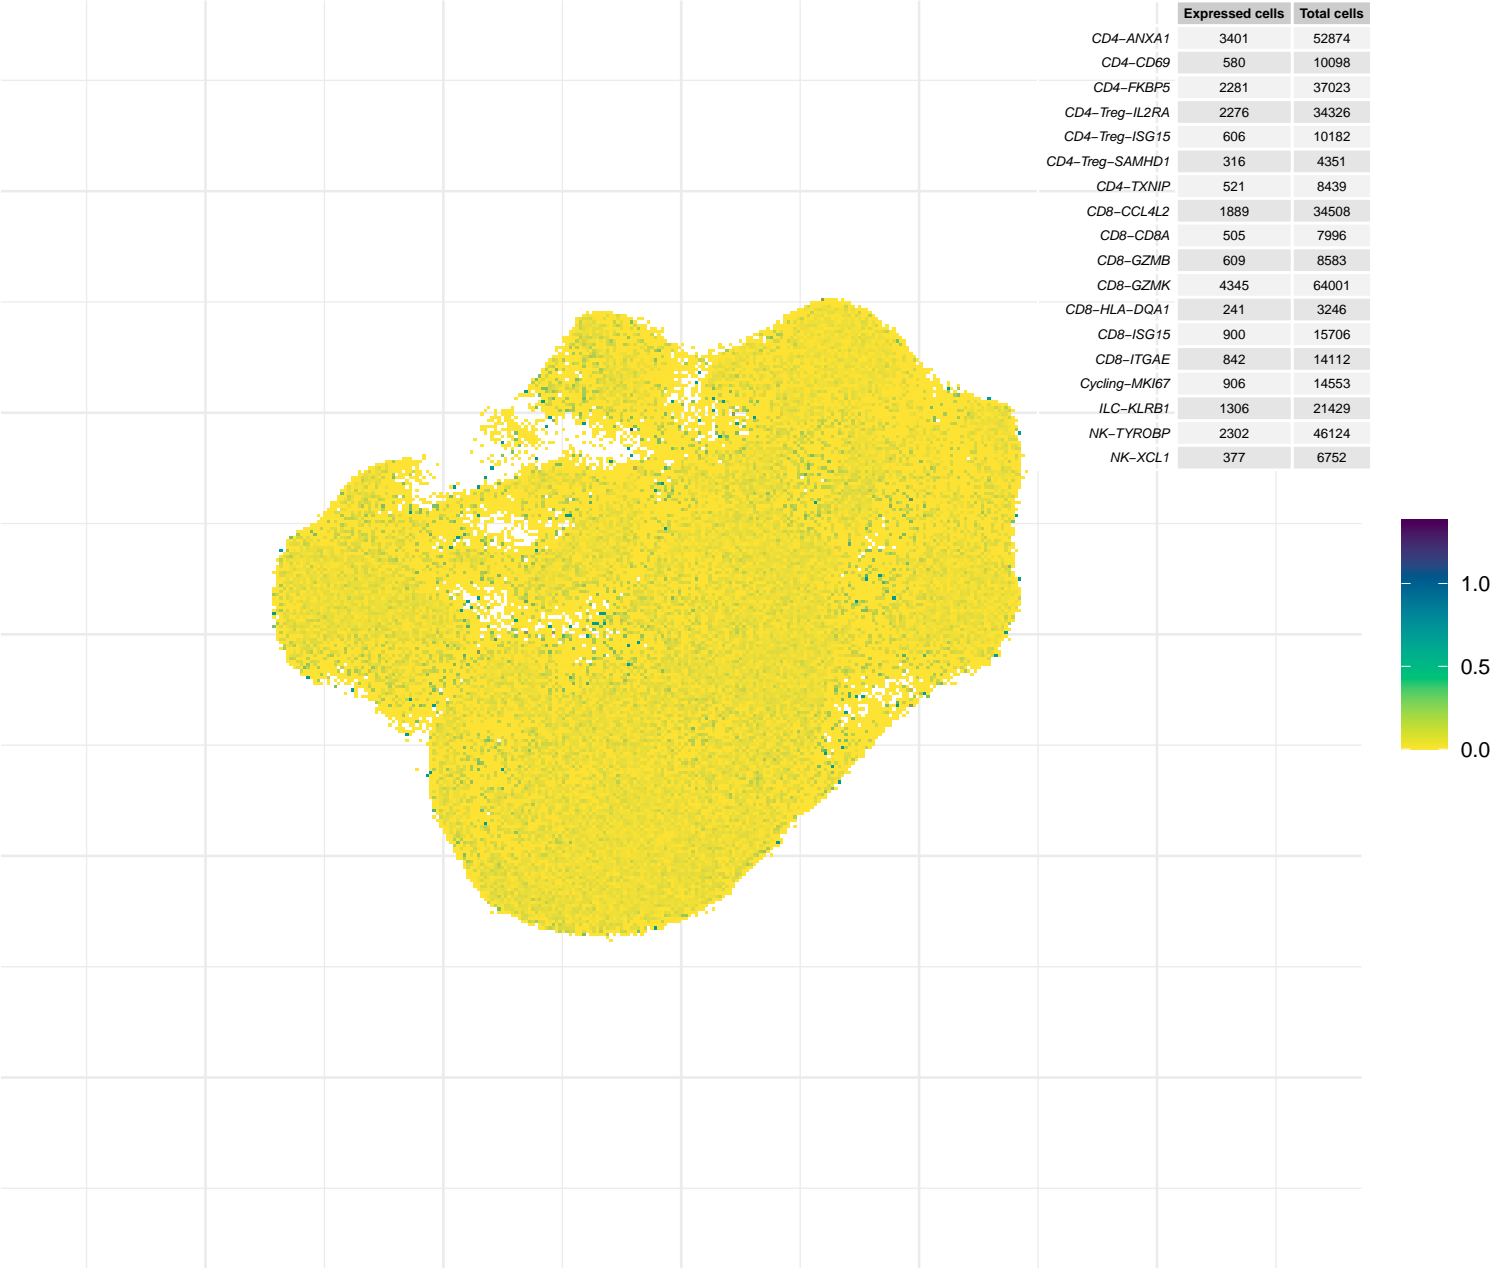 Expressed cells Total cells
CD4−ANXA1 3401 52874
CD4−CD69 580 10098
CD4−FKBP5 2281 37023
CD4−Treg−IL2RA 2276 34326
CD4−Treg−ISG15 606 10182
CD4−Treg−SAMHD1 316 4351
CD4−TXNIP 521 8439
CD8−CCL4L2 1889 34508
CD8−CD8A 505 7996
CD8−GZMB 609 8583
CD8−GZMK 4345 64001
CD8−HLA−DQA1 241 3246
CD8−ISG15 900 15706
CD8−ITGAE 842 14112
Cycling−MKI67 906 14553
ILC−KLRB1 1306 21429
NK−TYROBP 2302 46124
NK−XCL1 377 6752
1.0
0.5
0.0